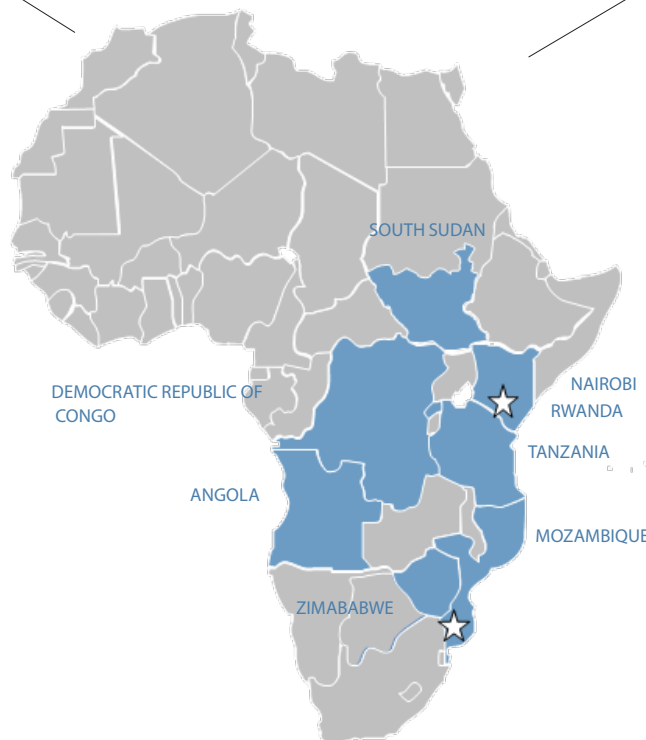 SOUTH SUDAN
DEMOCRATIC REPUBLIC OF
CONGO
NAIROBI
RWANDA
TANZANIA
ANGOLA
MOZAMBIQUE
ZIMABABWE